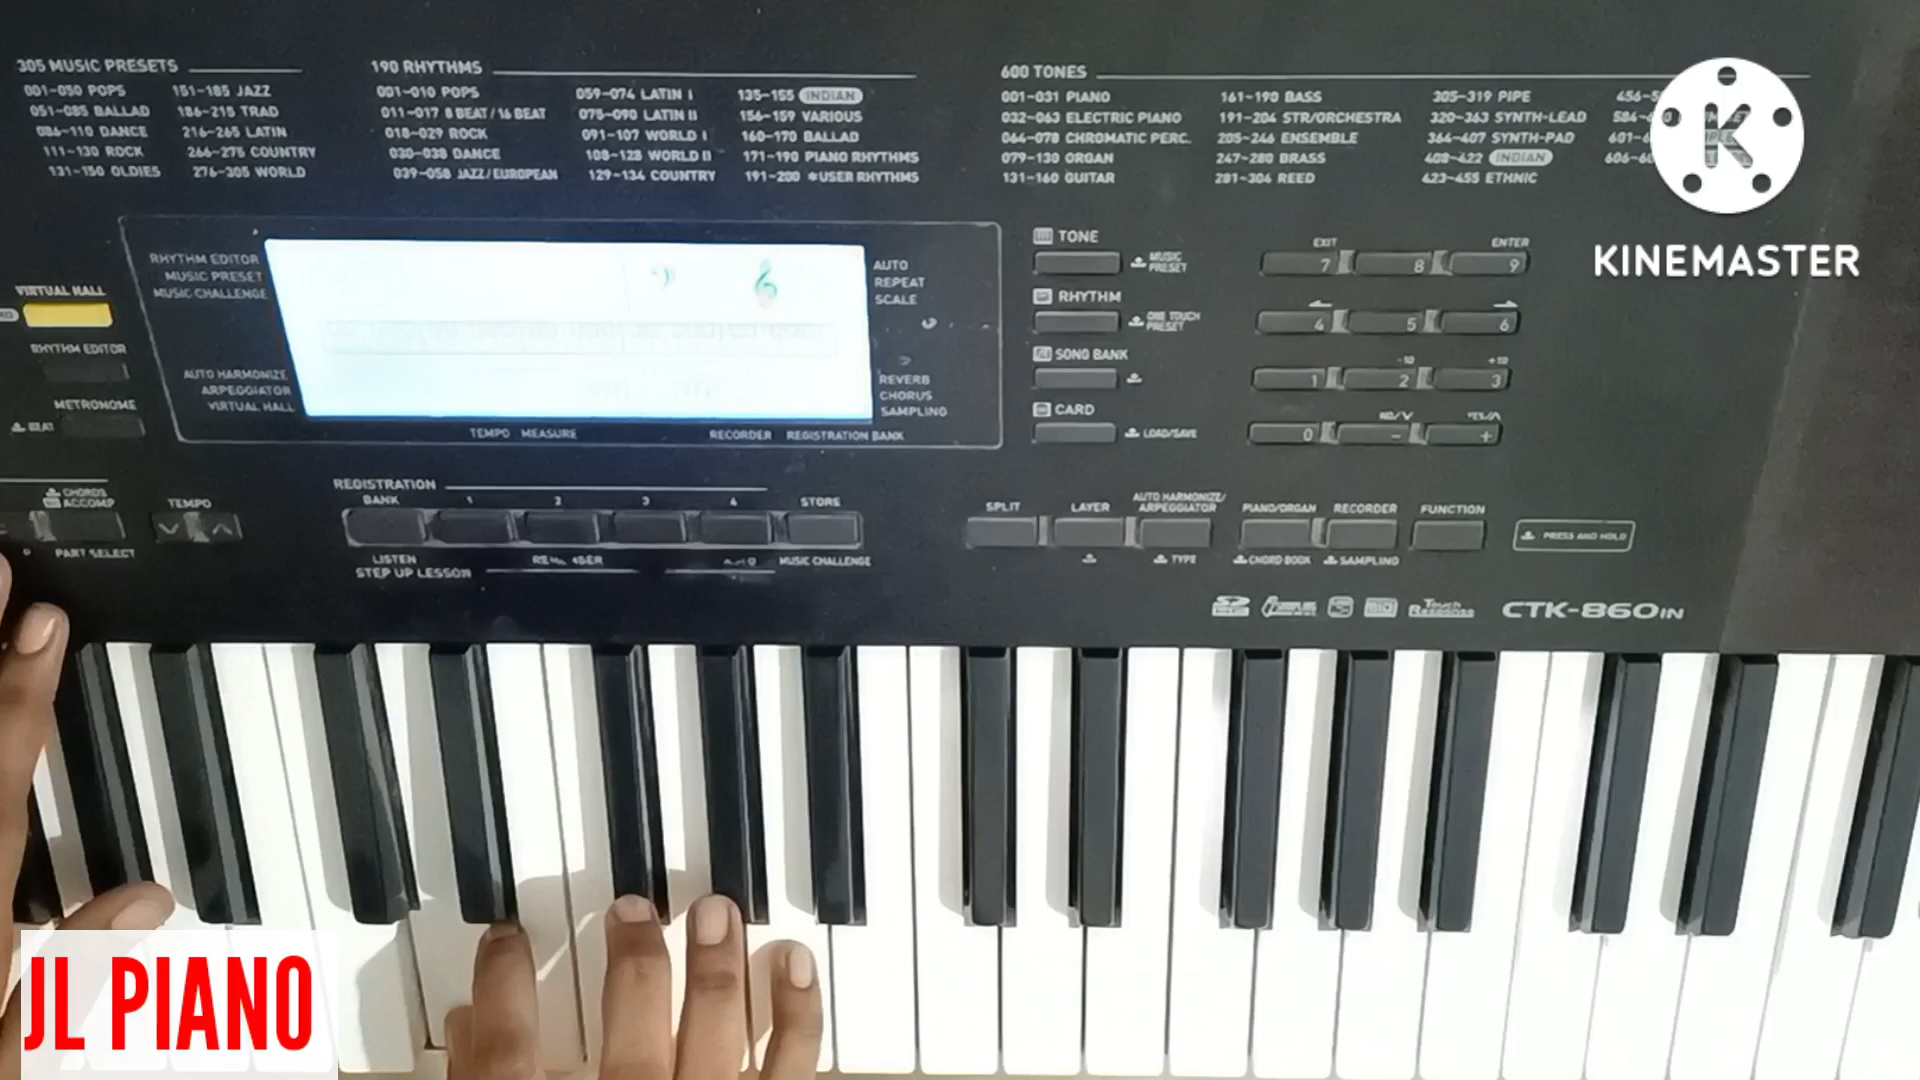 305 MUSIC PRESETS
001-050 POPS
051-085 BALLAD
086-110 DANCE
111-130 ROCK
131-150 OLDIES
151-185 JAZZ
186-215 TRAD
216-265 LATIN
266-275 COUNTRY
276-305 WORLD
190 RHYTHMS
001-010 POPS
011-017 8 BEAT/16 BEAT
018-029 ROCK
030-038 DANCE
039-058 JAZZ/EUROPEAN
059-074 LATIN I
075-090 LATIN II
091-107 WORLD I
108-128 WORLD II
129-134 COUNTRY
135-155 INDIAN
156-159 VARIOUS
160-170 BALLAD
171-190 PIANO RHYTHMS
191-200 *USER RHYTHMS
600 TONES
001-031 PIANO
032-063 ELECTRIC PIANO
064-078 CHROMATIC PERC.
079-130 ORGAN
131-160 GUITAR
161-190 BASS
191-204 STR/ORCHESTRA
205-246 ENSEMBLE
247-280 BRASS
281-304 REED
305-319 PIPE
320-363 SYNTH-LEAD
364-407 SYNTH-PAD
408-422 INDIAN
423-455 ETHNIC
K
KINEMASTER
RHYTHM EDITOR
MUSIC PRESET
MUSIC CHALLENGE
AUTO HARMONIZE
ARPEGGIATOR
VIRTUAL HALL
AUTO
REPEAT
SCALE
REVERB
CHORUS
SAMPLING
TEMPO MEASURE
RECORDER REGISTRATION BANK
VIRTUAL HALL
RHYTHM EDITOR
METRONOME
BEAT
TONE
MUSIC
PRESET
RHYTHM
ONE TOUCH
PRESET
SONG BANK
CARD
LOAD/SAVE
EXIT ENTER
7 8 9
4 5 6
-10 +10
1 2 3
NO/∨ YES/∧
0 - +
CHORDS
ACCOMP
PART SELECT
TEMPO
REGISTRATION
BANK 1 2 3 4 STORE
LISTEN
STEP UP LESSON
MUSIC CHALLENGE
SPLIT
LAYER
AUTO HARMONIZE/
ARPEGGIATOR
TYPE
PIANO/ORGAN
CHORD BOOK
RECORDER
SAMPLING
FUNCTION
PRESS AND HOLD
Touch
Response
CTK-860IN
JL PIANO